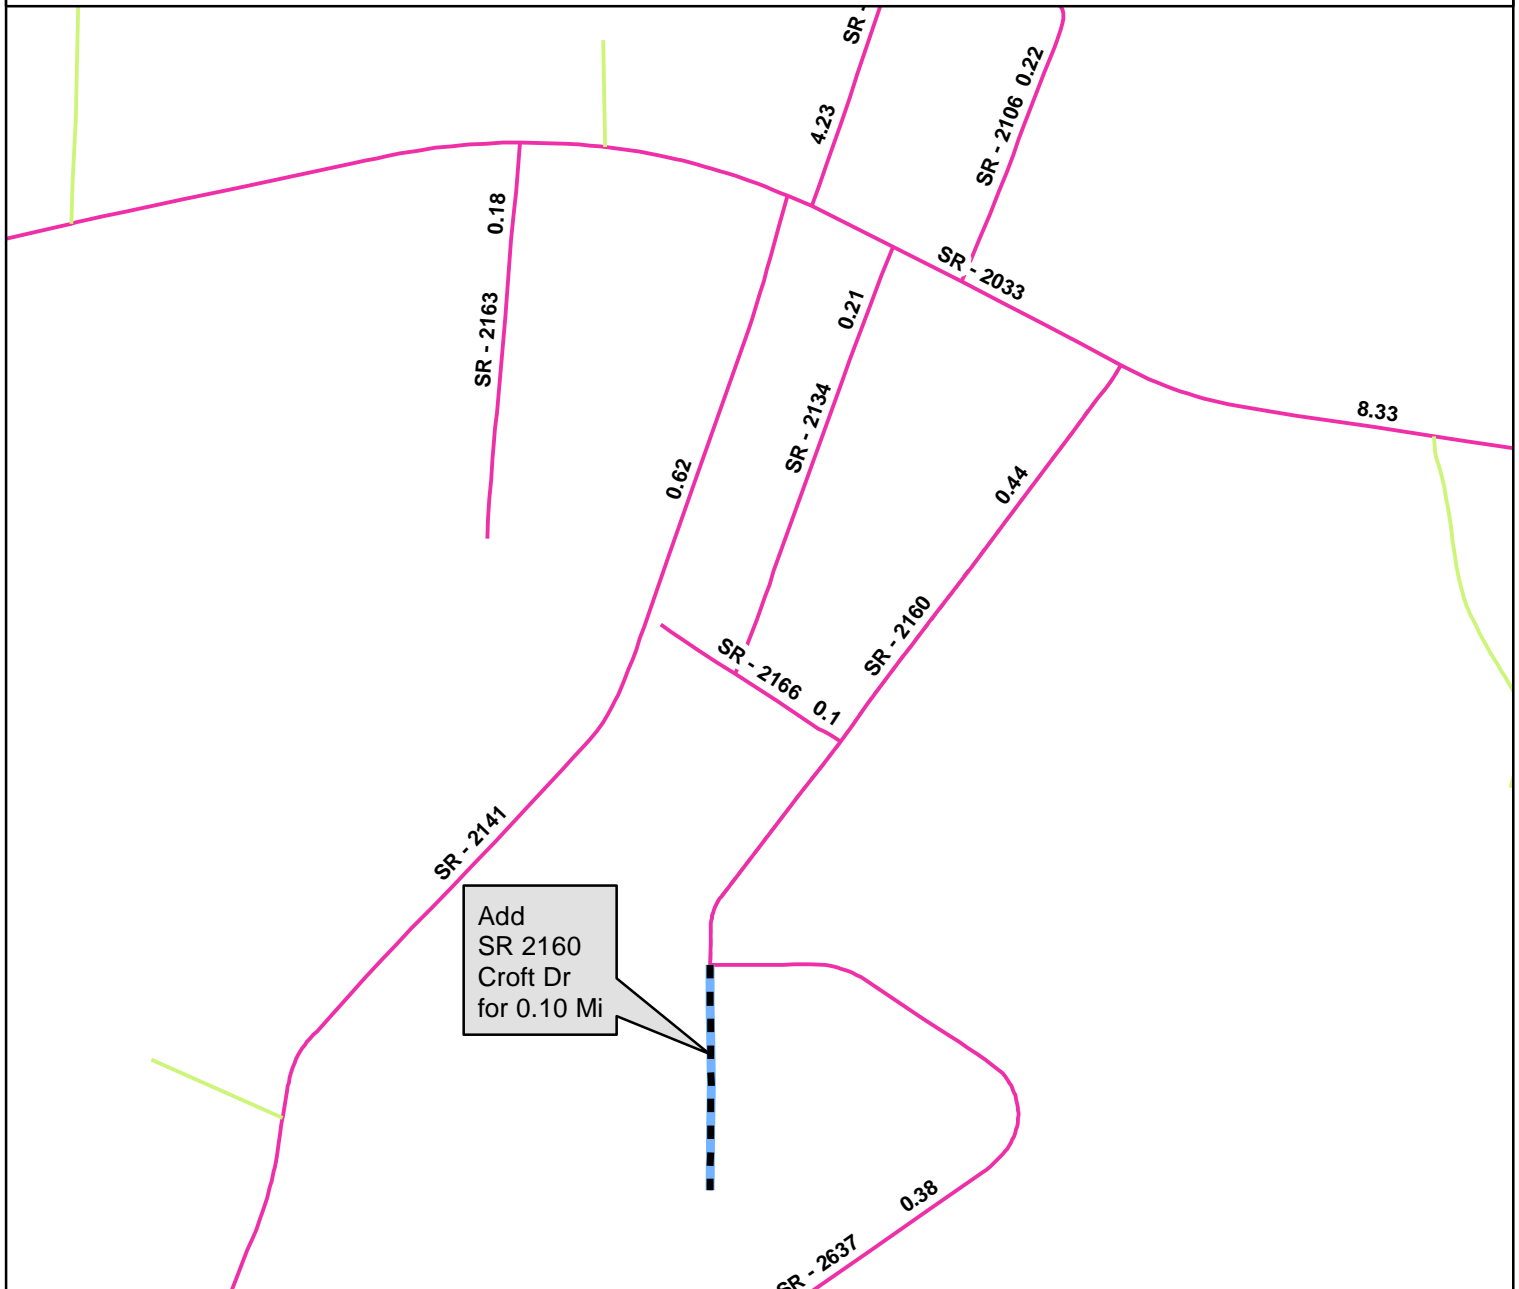 SR -
4.23
SR - 2106 0.22
0.18
SR - 2163
SR - 2033
0.21
SR - 2134
8.33
0.62
0.44
SR - 2160
SR - 2166 0.1
SR - 2141
Add
SR 2160
Croft Dr
for 0.10 Mi
0.38
SR - 2637